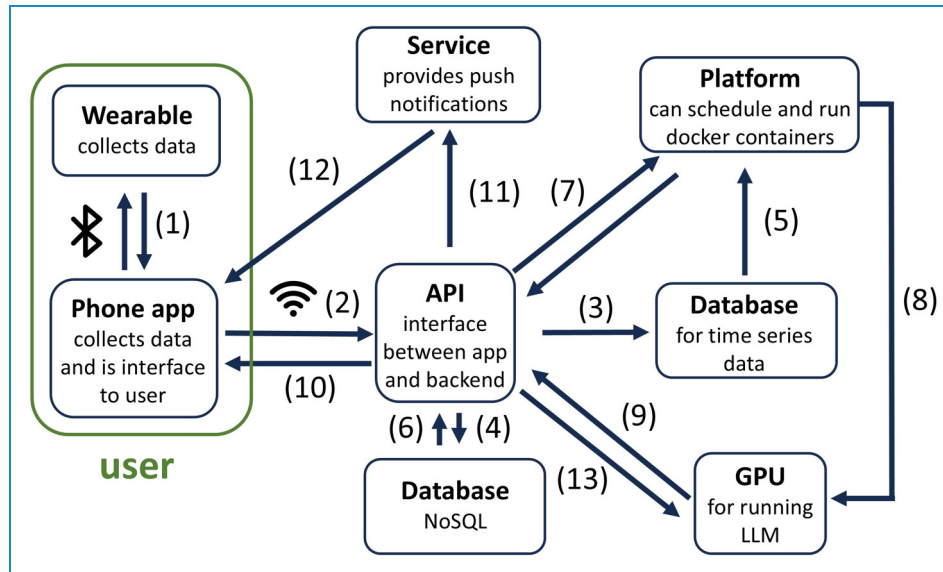 Service
provides push
notifications
Platform
can schedule and run
docker containers
Wearable
collects data
(12)
(11)
(7)
(5)
(8)
(1)
Phone app
collects data
and is interface
to user
(2)
(10)
API
interface
between app
and backend
(3)
Database
for time series
data
(6)
(4)
(9)
(13)
user
Database
NoSQL
GPU
for running
LLM